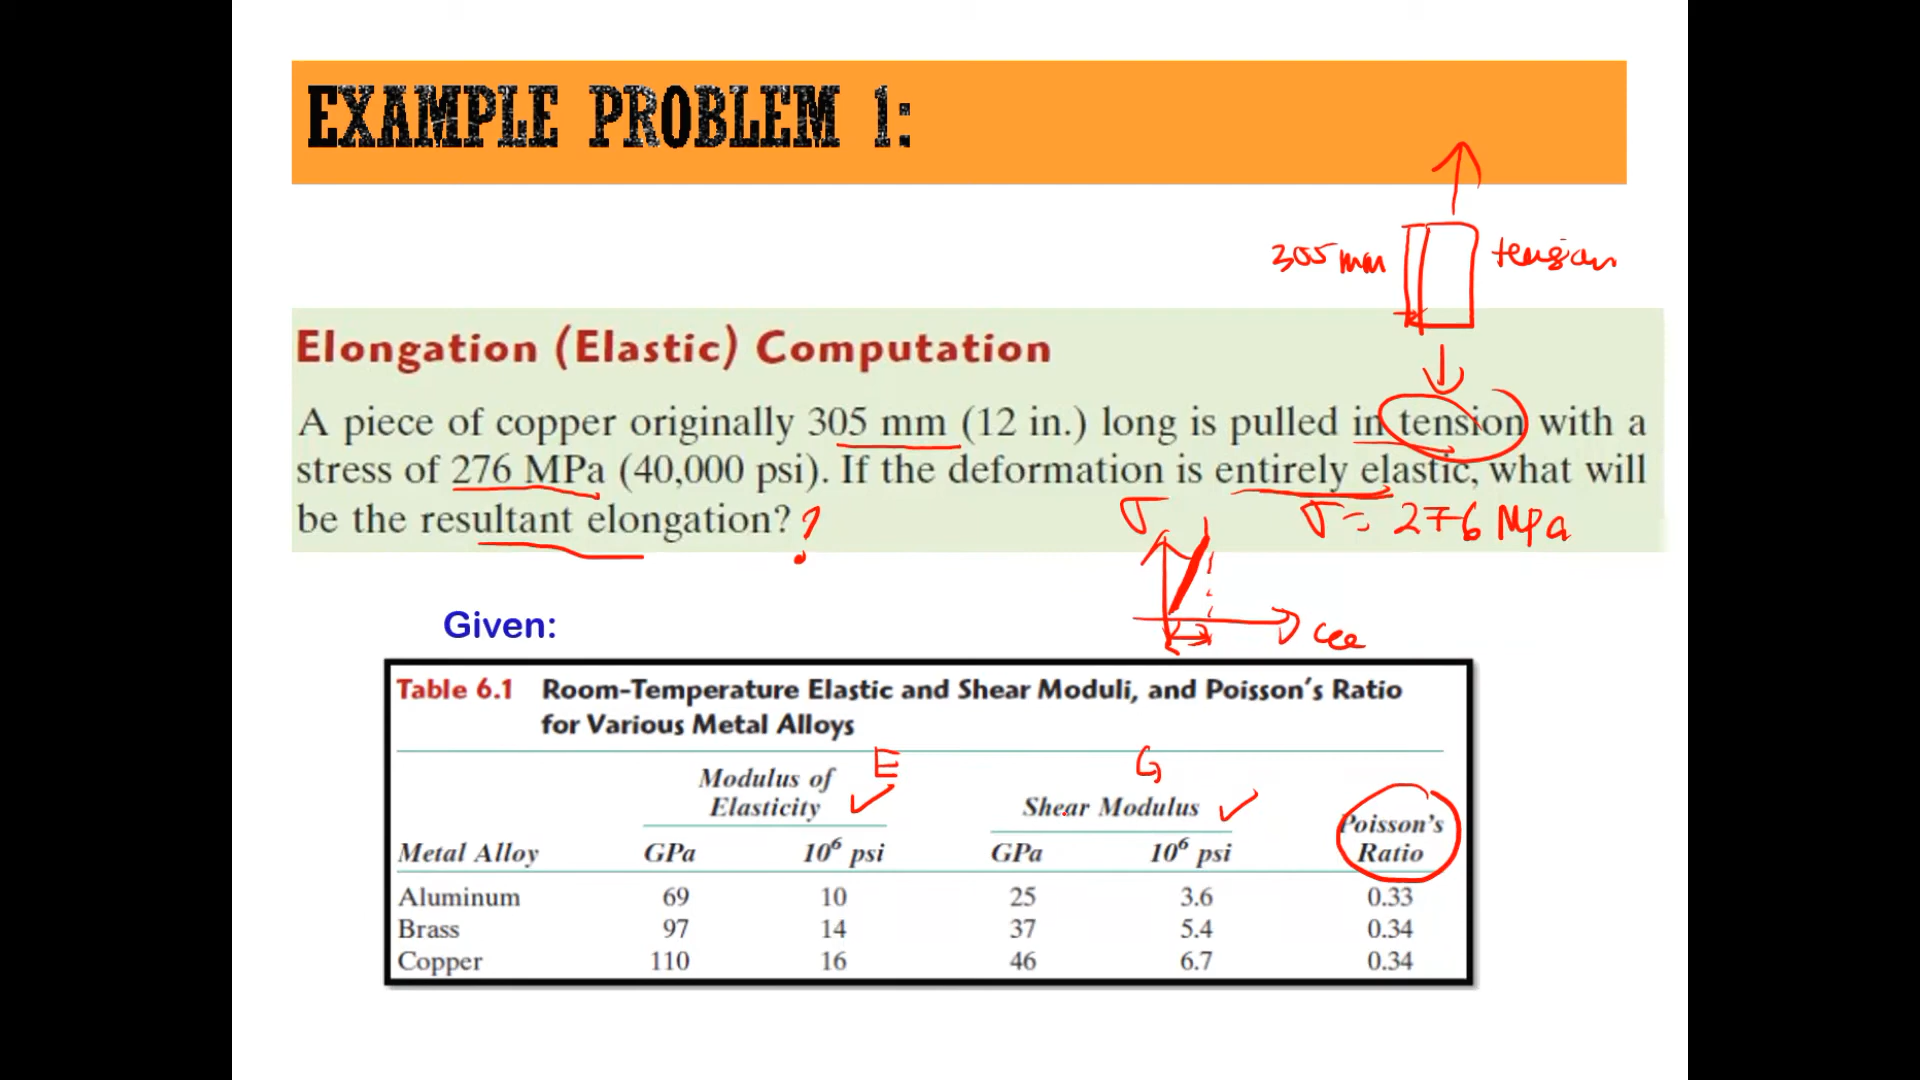 EXAMPLE PROBLEM 1:
305 mm
tension
Elongation (Elastic) Computation
A piece of copper originally 305 mm (12 in.) long is pulled in tension with a
stress of 276 MPa (40,000 psi). If the deformation is entirely elastic, what will
be the resultant elongation? ?
σ
σ = 276 MPa
Given:
Table 6.1 Room-Temperature Elastic and Shear Moduli, and Poisson's Ratio
for Various Metal Alloys
E G
Modulus of
Elasticity Shear Modulus Poisson's
Metal Alloy GPa 10⁶ psi GPa 10⁶ psi Ratio
Aluminum 69 10 25 3.6 0.33
Brass 97 14 37 5.4 0.34
Copper 110 16 46 6.7 0.34